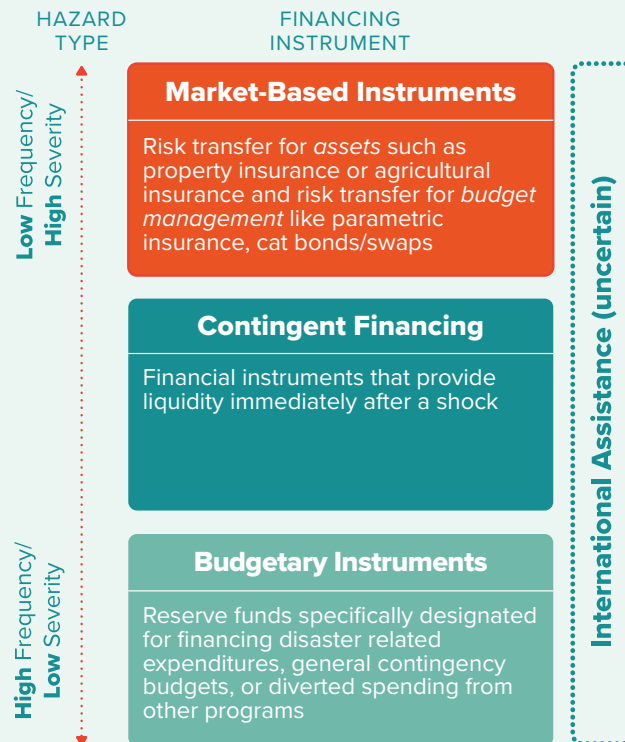 HAZARD
TYPE
FINANCING
INSTRUMENT
Low Frequency/
High Severity
Market-Based Instruments
Risk transfer for assets such as
property insurance or agricultural
insurance and risk transfer for budget
management like parametric
insurance, cat bonds/swaps
Contingent Financing
Financial instruments that provide
liquidity immediately after a shock
High Frequency/
Low Severity
Budgetary Instruments
Reserve funds specifically designated
for financing disaster related
expenditures, general contingency
budgets, or diverted spending from
other programs
International Assistance (uncertain)